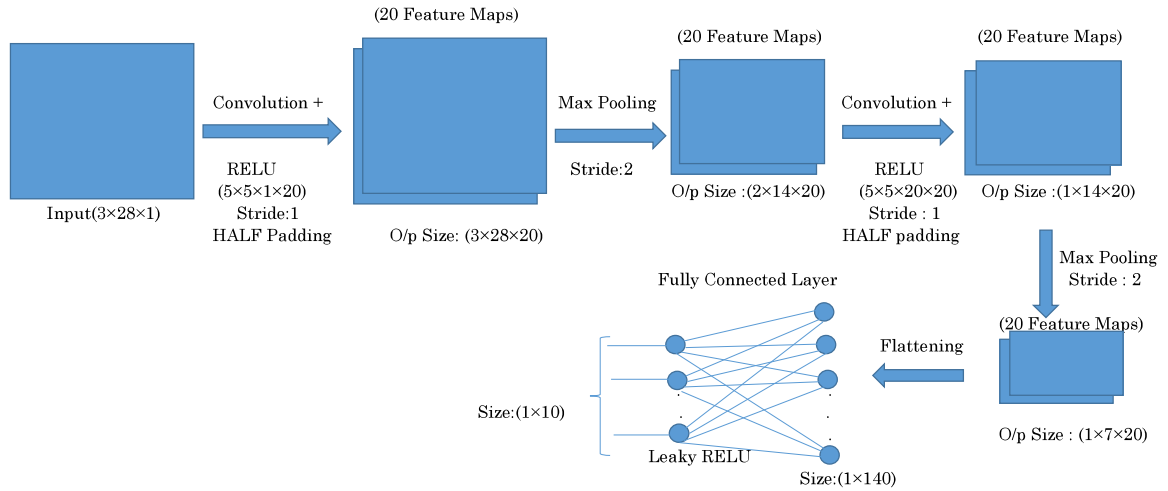 (20 Feature Maps)
(20 Feature Maps)
(20 Feature Maps)
Convolution +
RELU
(5×5×1×20)
Stride:1
HALF Padding
Input(3×28×1)
O/p Size: (3×28×20)
Max Pooling
Stride:2
O/p Size :(2×14×20)
Convolution +
RELU
(5×5×20×20)
Stride : 1
HALF padding
O/p Size :(1×14×20)
Max Pooling
Stride : 2
(20 Feature Maps)
O/p Size : (1×7×20)
Flattening
Fully Connected Layer
Size:(1×140)
Leaky RELU
Size:(1×10)